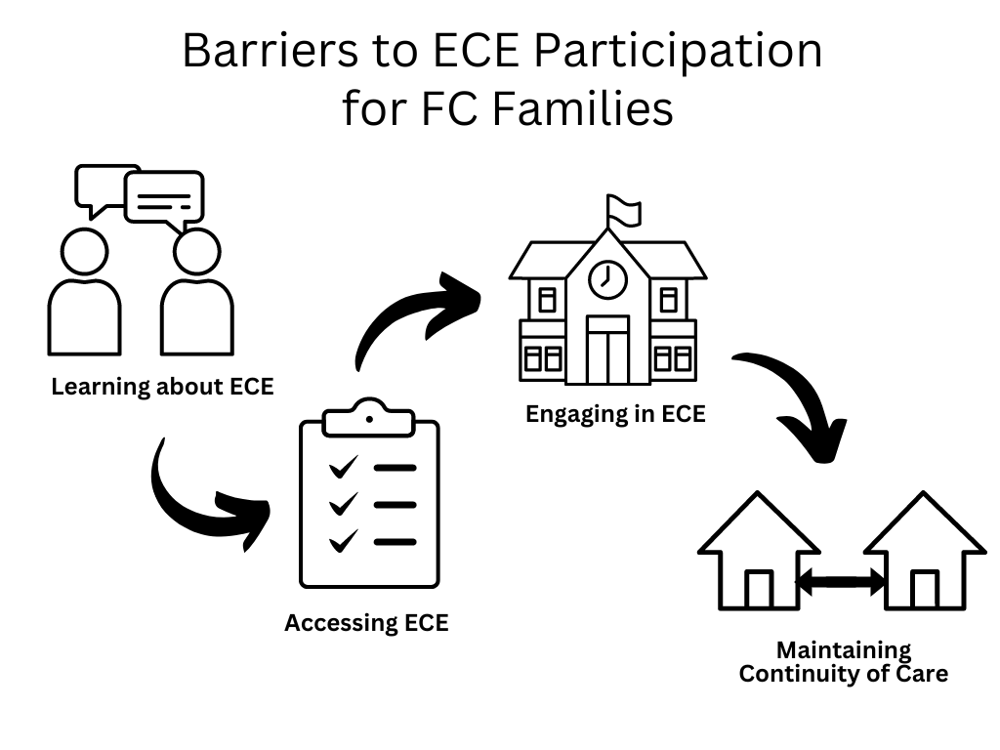 Barriers to ECE Participation
for FC Families
Learning about ECE
Accessing ECE
Engaging in ECE
Maintaining
Continuity of Care